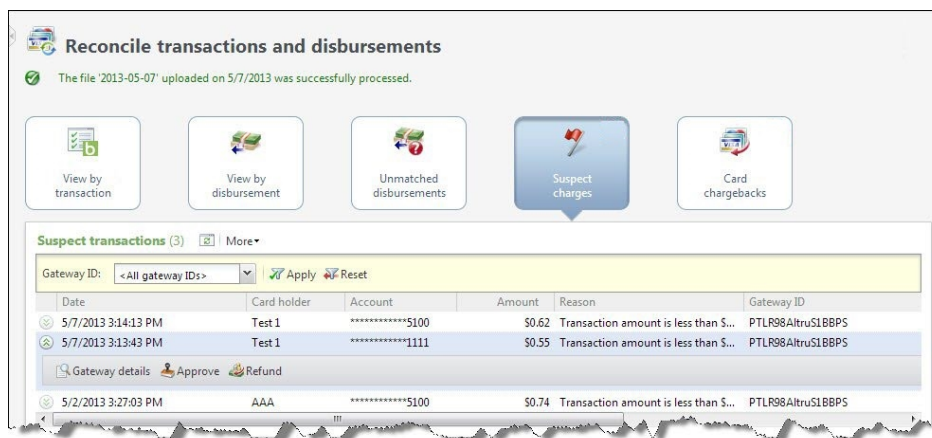 Reconcile transactions and disbursements
The file '2013-05-07' uploaded on 5/7/2013 was successfully processed.
View by
transaction
View by
disbursement
Unmatched
disbursements
Suspect
charges
Card
chargebacks
Suspect transactions (3) More
Gateway ID: <All gateway IDs> Apply Reset
Date Card holder Account Amount Reason Gateway ID
5/7/2013 3:14:13 PM Test 1 ************5100 $0.62 Transaction amount is less than $... PTLR98AltruS1BBPS
5/7/2013 3:13:43 PM Test 1 ************1111 $0.55 Transaction amount is less than $... PTLR98AltruS1BBPS
Gateway details Approve Refund
5/2/2013 3:27:03 PM AAA ************5100 $0.74 Transaction amount is less than $... PTLR98AltruS1BBPS